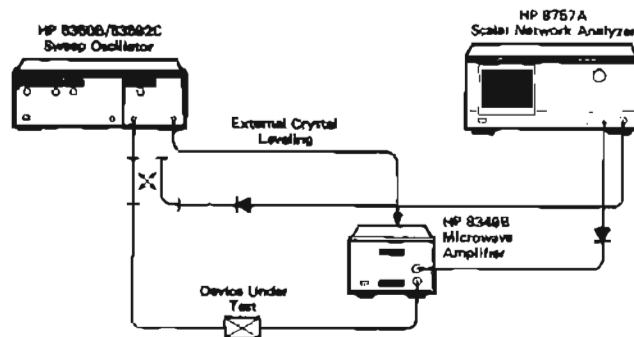 HP 8350B/83592C
Sweep Oscillator
HP 8757A
Scalar Network Analyzer
External Crystal
Leveling
HP 8349B
Microwave
Amplifier
Device Under
Test